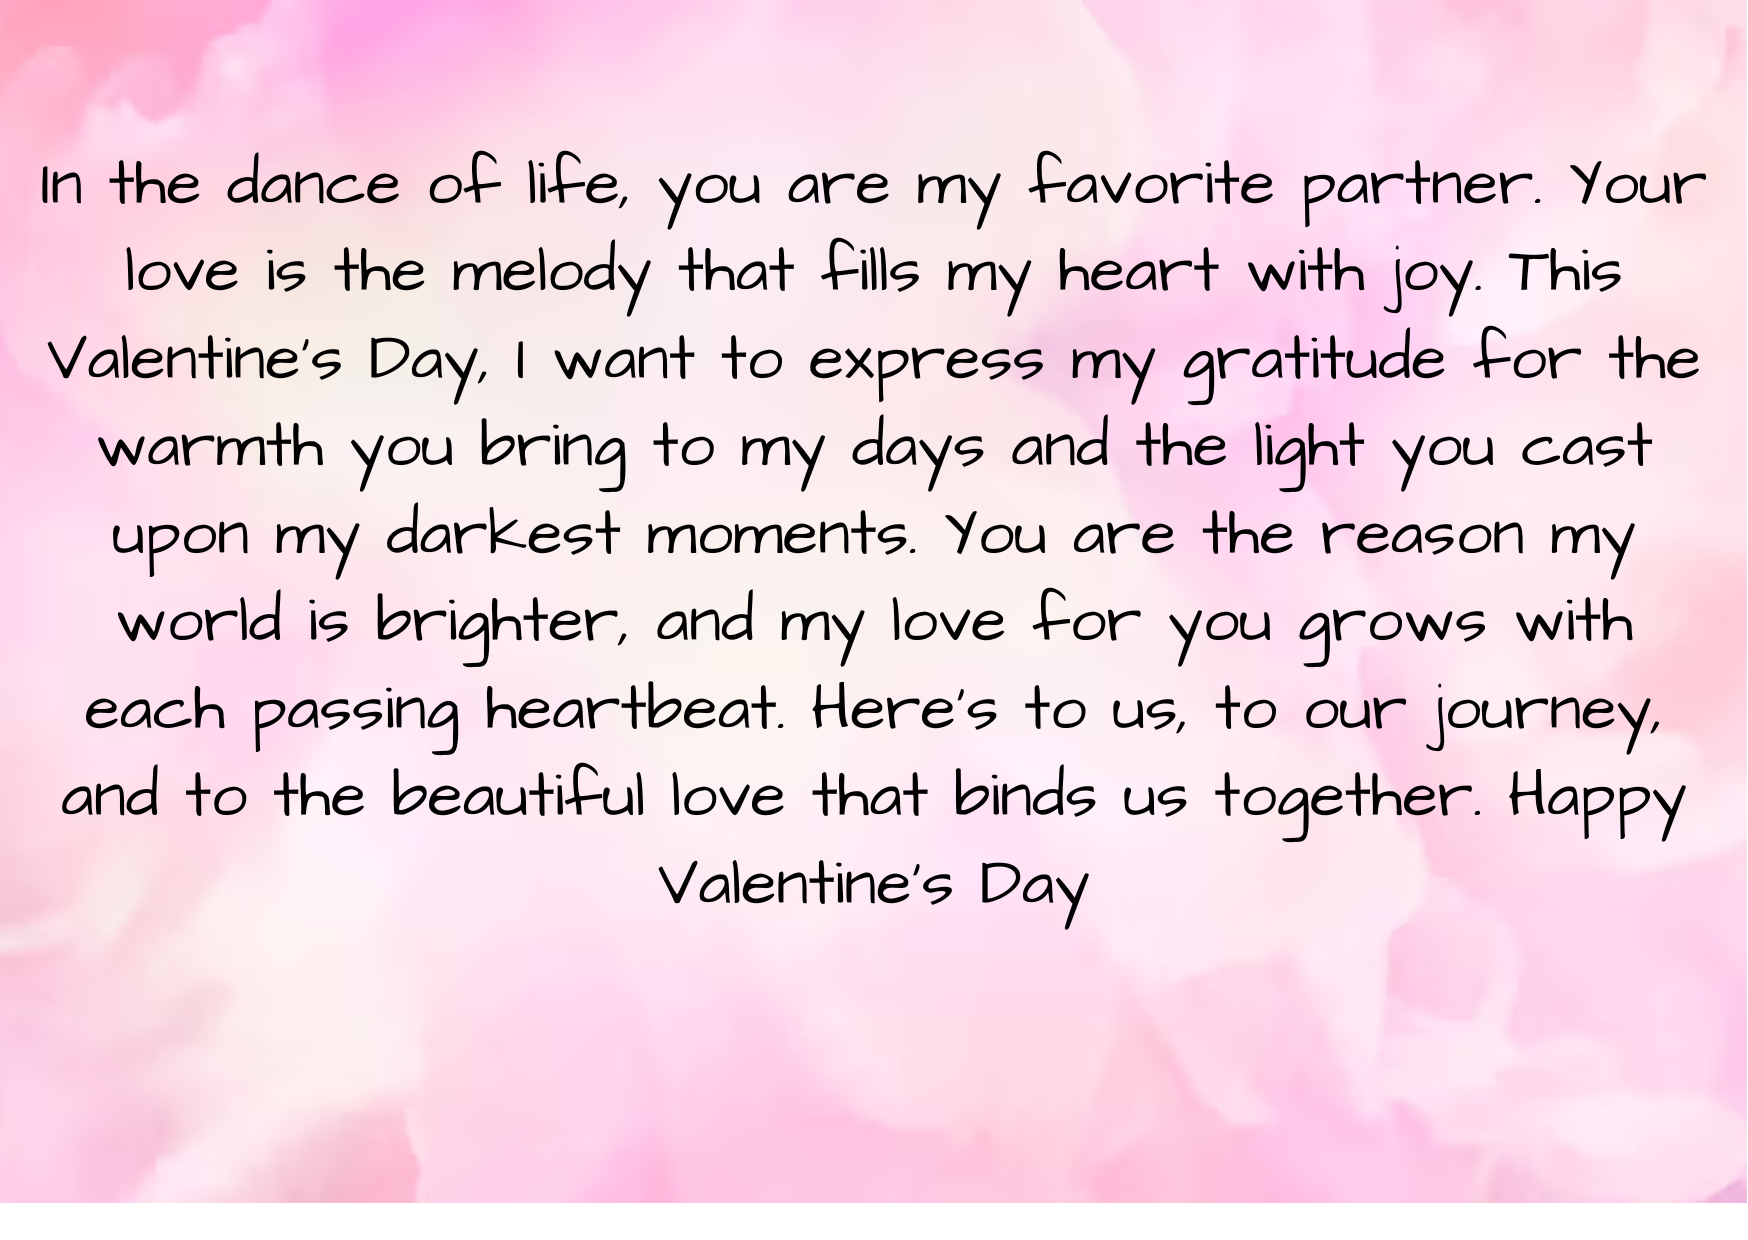 In the dance of life, you are my favorite partner. Your
love is the melody that fills my heart with joy. This
Valentine's Day, I want to express my gratitude for the
warmth you bring to my days and the light you cast
upon my darkest moments. You are the reason my
world is brighter, and my love for you grows with
each passing heartbeat. Here's to us, to our journey,
and to the beautiful love that binds us together. Happy
Valentine's Day